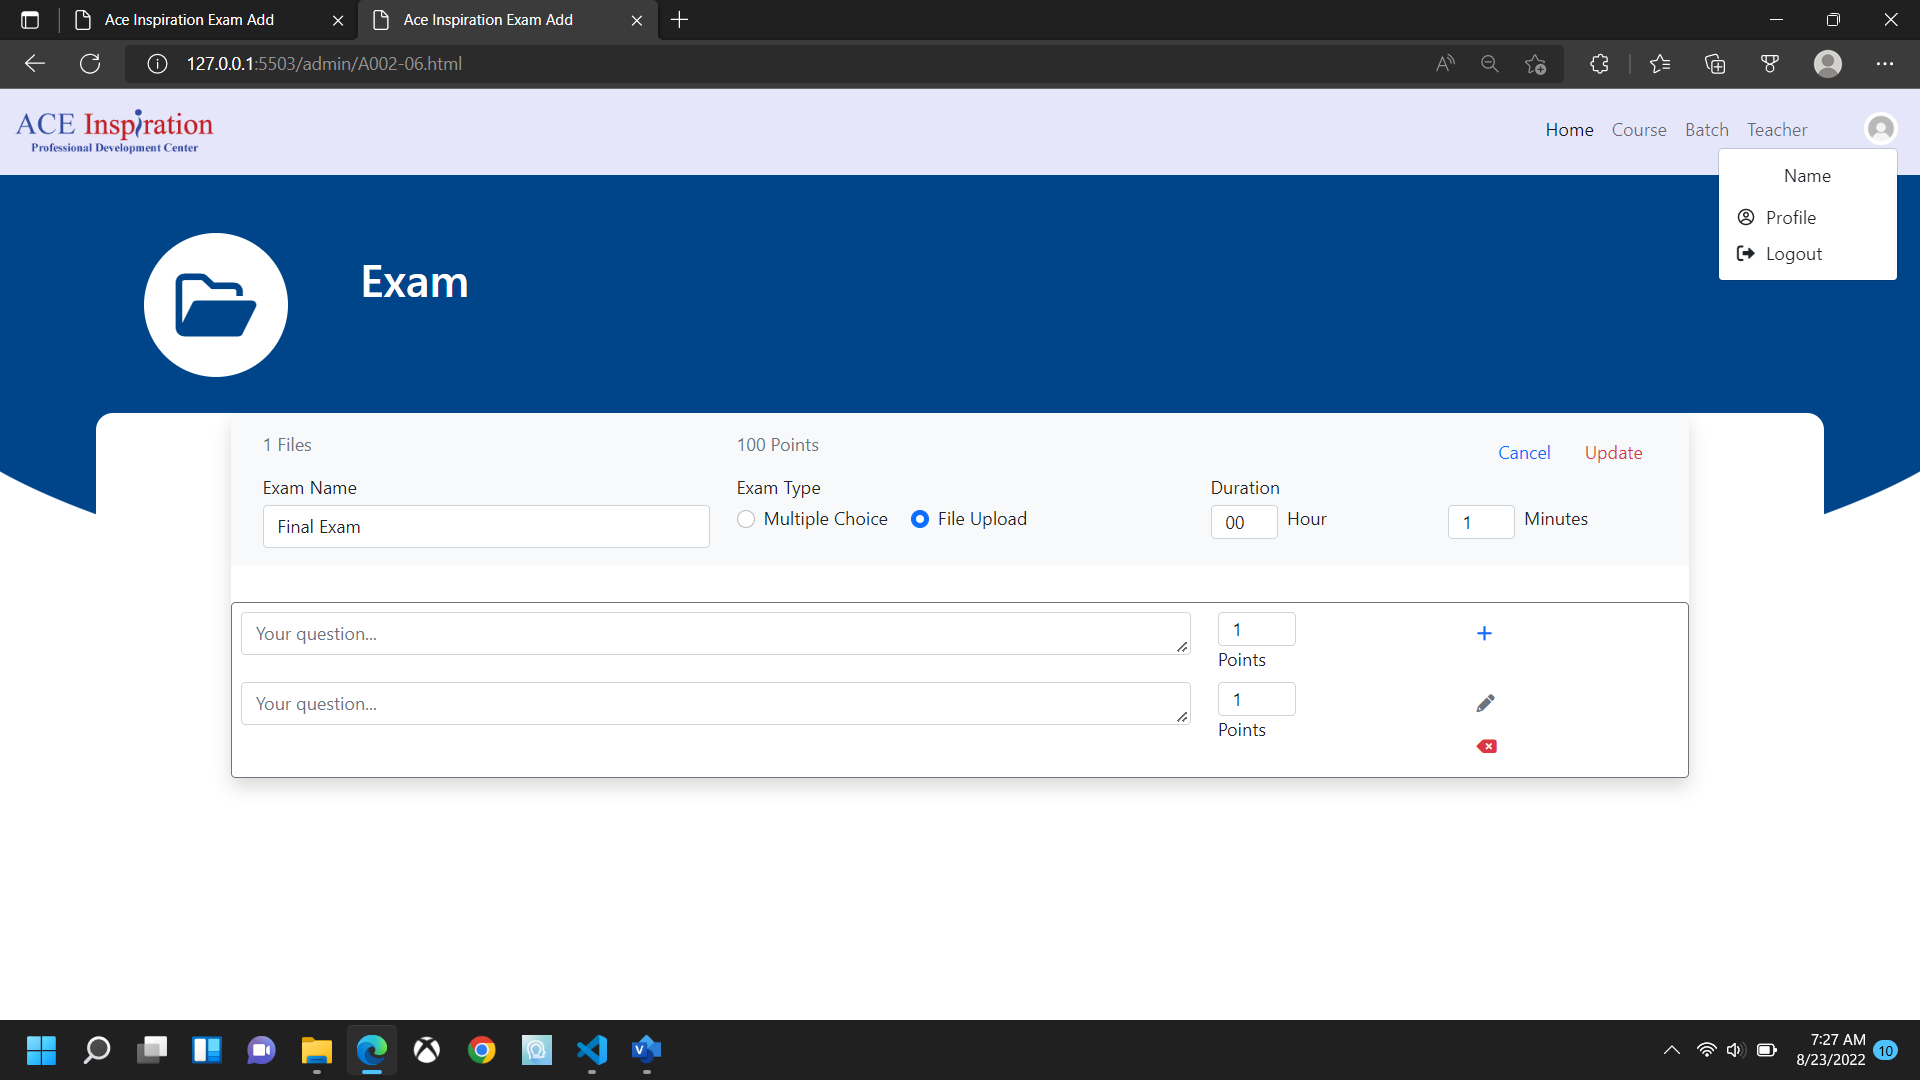 Ace Inspiration Exam Add
Ace Inspiration Exam Add
127.0.0.1:5503/admin/A002-06.html
ACE Inspiration
Professional Development Center
Home Course Batch Teacher
Name
Profile
Logout
Exam
1 Files
100 Points
Cancel Update
Exam Name
Exam Type
Duration
Final Exam
Multiple Choice File Upload
00 Hour
1 Minutes
Your question...
1
Points
Your question...
1
Points
7:27 AM
8/23/2022
10